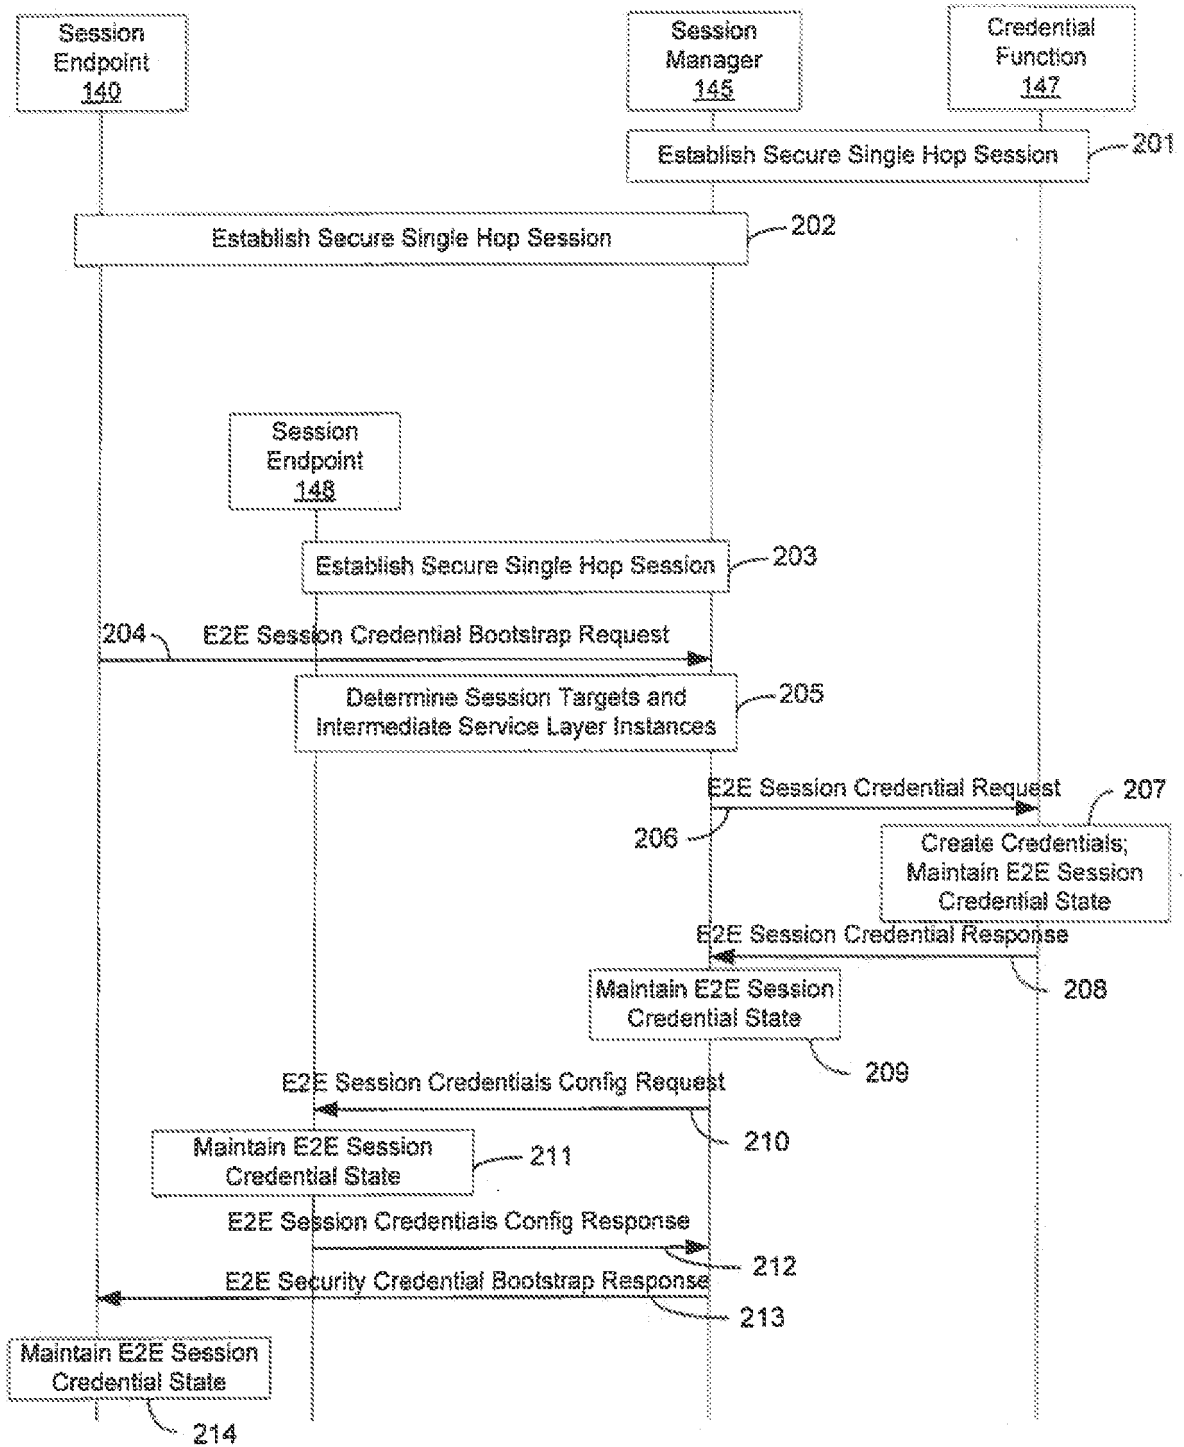 Session
Endpoint
140
Session
Manager
145
Credential
Function
147
Establish Secure Single Hop Session
201
Establish Secure Single Hop Session
202
Session
Endpoint
148
Establish Secure Single Hop Session
203
204
E2E Session Credential Bootstrap Request
Determine Session Targets and
Intermediate Service Layer Instances
205
E2E Session Credential Request
206
207
Create Credentials;
Maintain E2E Session
Credential State
E2E Session Credential Response
208
Maintain E2E Session
Credential State
209
E2E Session Credentials Config Request
210
Maintain E2E Session
Credential State
211
E2E Session Credentials Config Response
212
E2E Security Credential Bootstrap Response
213
Maintain E2E Session
Credential State
214